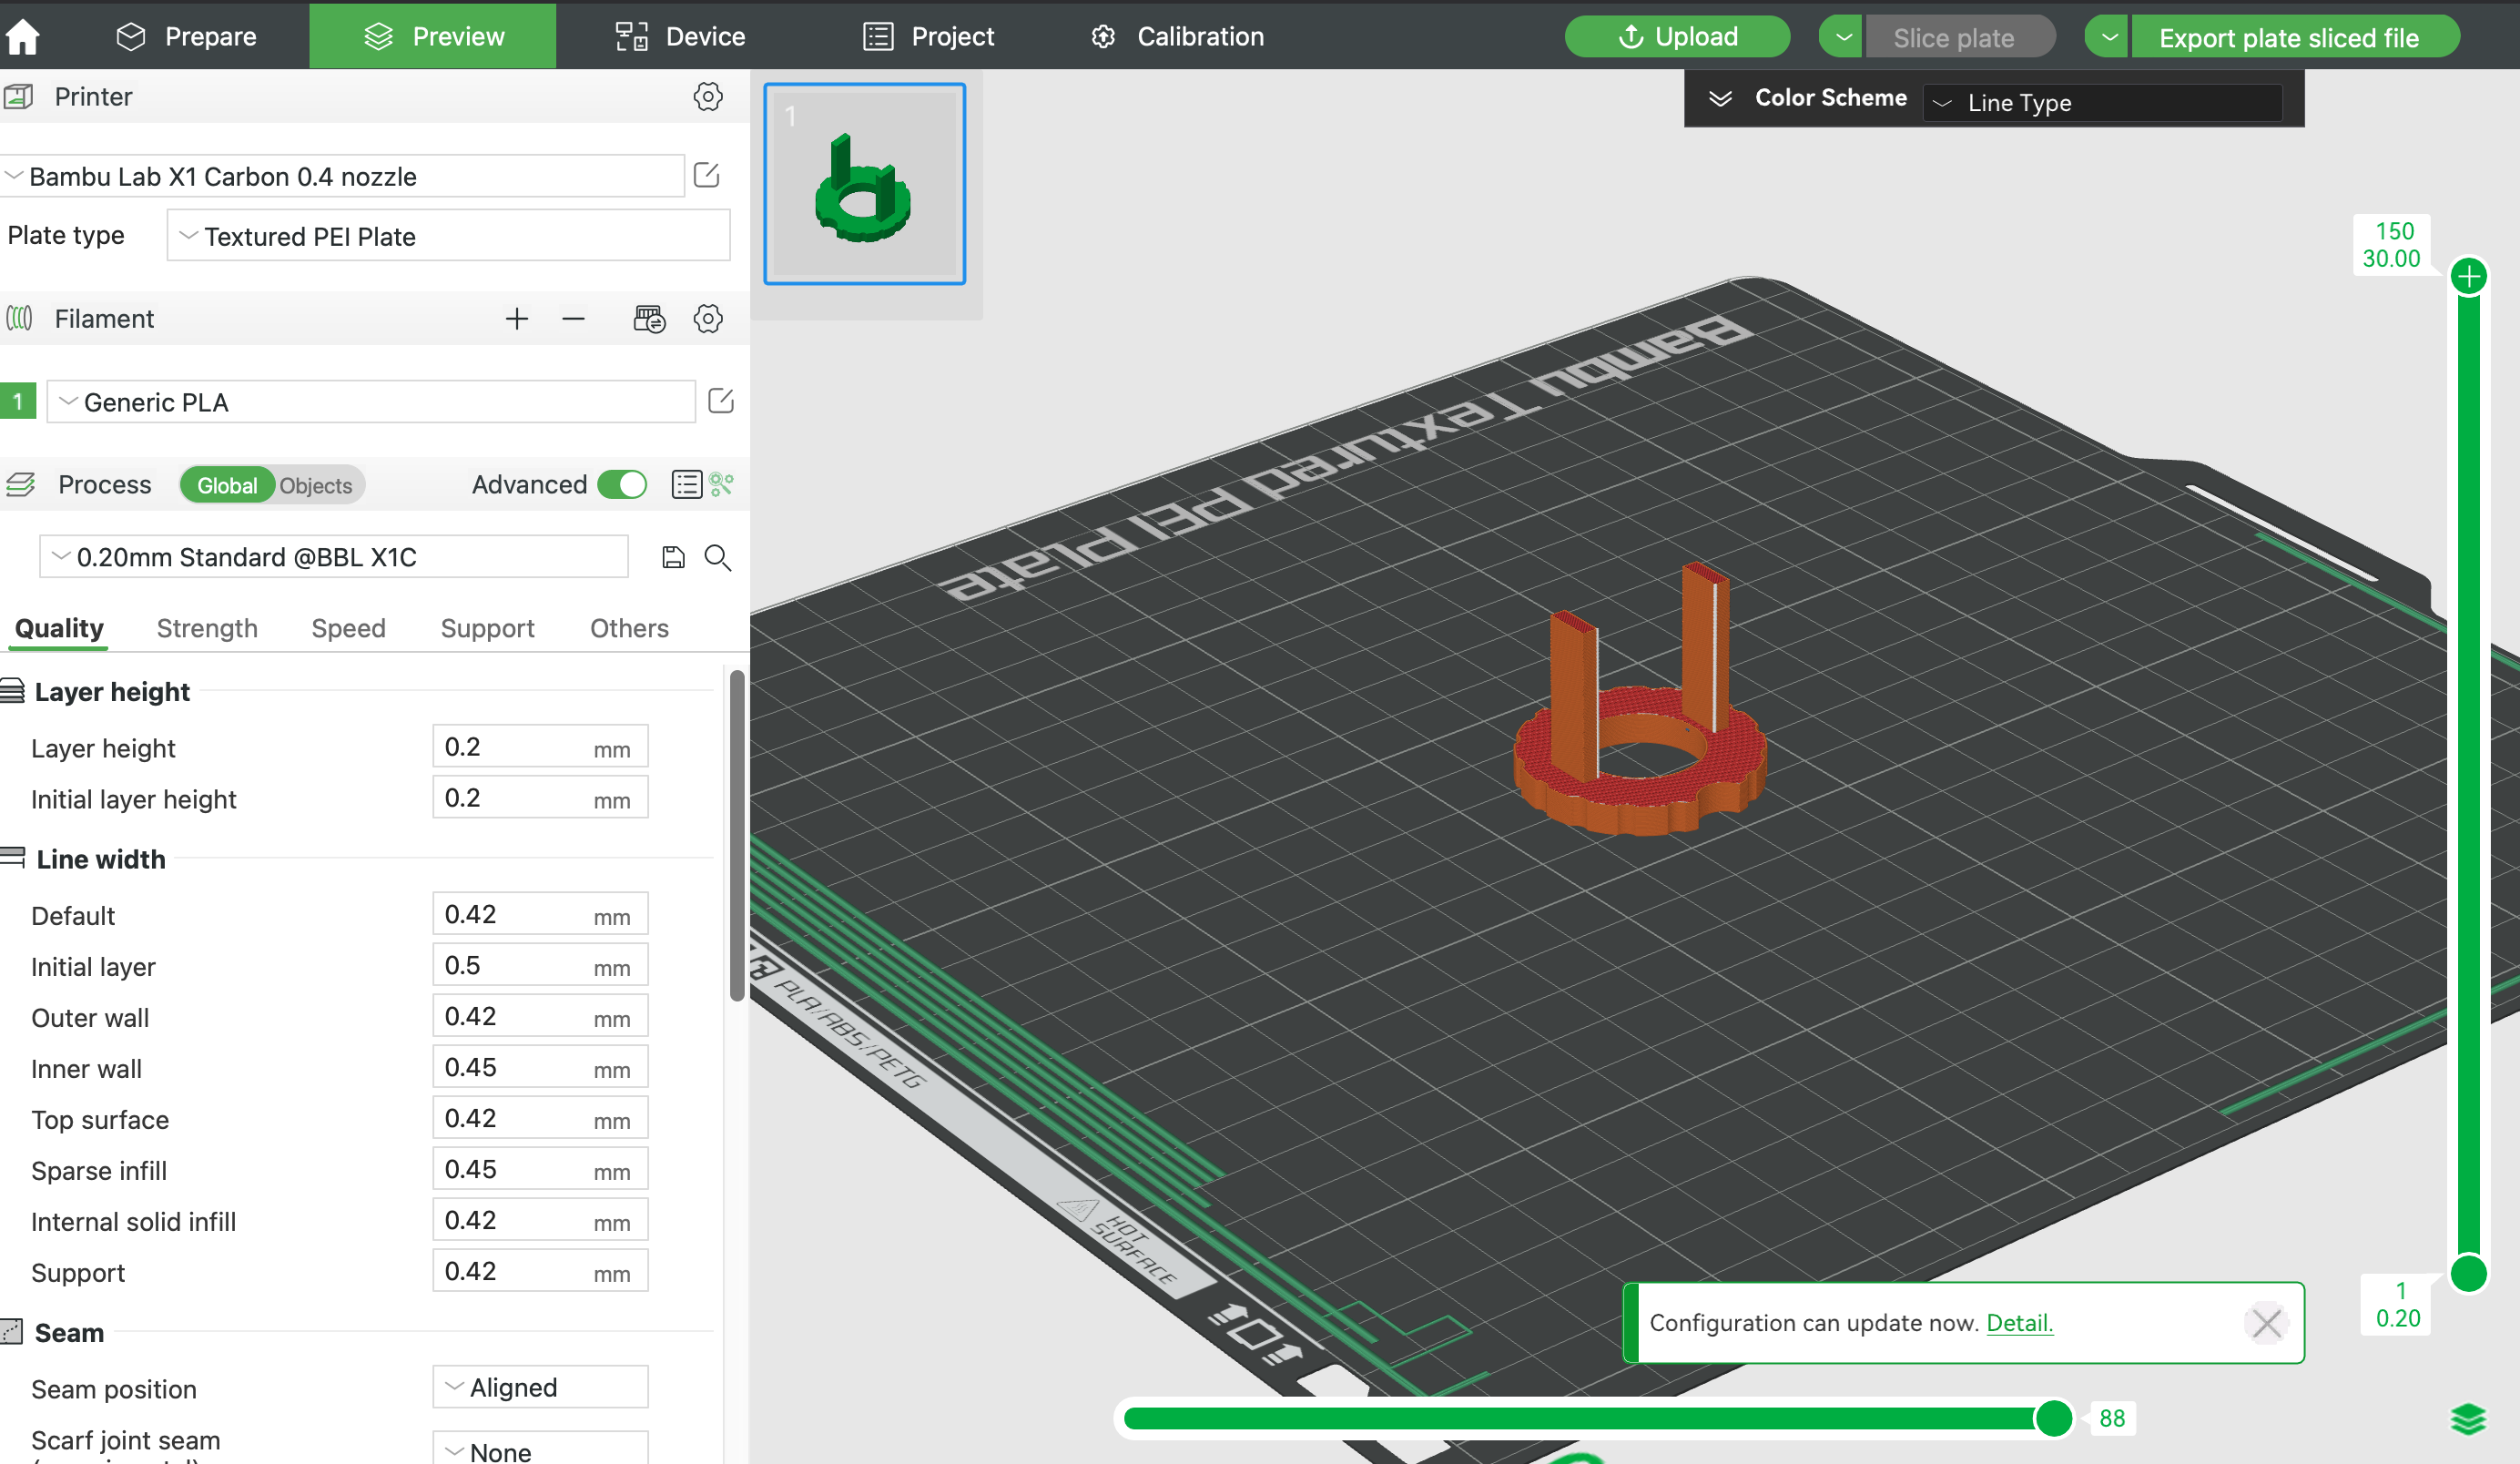 Prepare
Preview
Device
Project
Calibration
Upload
Slice plate
Export plate sliced file
Printer
Bambu Lab X1 Carbon 0.4 nozzle
Plate type
Textured PEI Plate
Filament
1
Generic PLA
Process
Global
Objects
Advanced
0.20mm Standard @BBL X1C
Quality
Strength
Speed
Support
Others
Layer height
Layer height 0.2 mm
Initial layer height 0.2 mm
Line width
Default 0.42 mm
Initial layer 0.5 mm
Outer wall 0.42 mm
Inner wall 0.45 mm
Top surface 0.42 mm
Sparse infill 0.45 mm
Internal solid infill 0.42 mm
Support 0.42 mm
Seam
Seam position Aligned
Scarf joint seam None
1
Color Scheme Line Type
150
30.00
Bambu Textured PEI Plate
PLA/ABS/PETG
HOT
SURFACE
Configuration can update now. Detail.
1
0.20
88